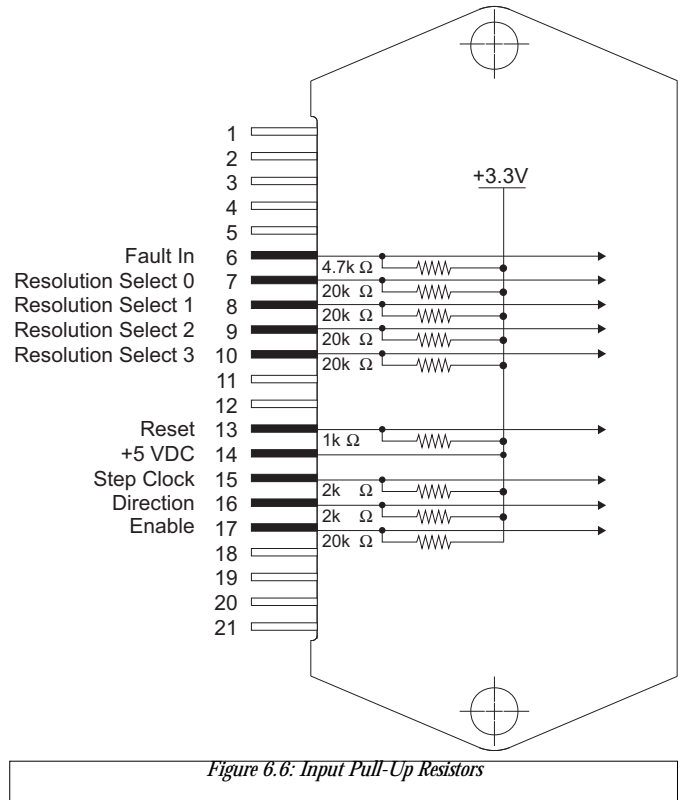 1
2
3
+3.3V
4
5
Fault In 6
4.7k Ω
Resolution Select 0 7
20k Ω
Resolution Select 1 8
20k Ω
Resolution Select 2 9
20k Ω
Resolution Select 3 10
20k Ω
11
12
Reset 13
1k Ω
+5 VDC 14
Step Clock 15
2k Ω
Direction 16
2k Ω
Enable 17
20k Ω
18
19
20
21
Figure 6.6: Input Pull-Up Resistors